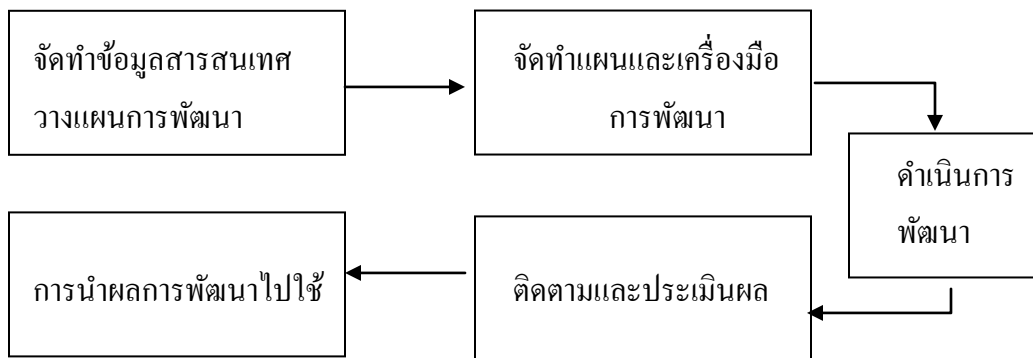 จัดทำข้อมูลสารสนเทศ
วางแผนการพัฒนา
จัดทำแผนและเครื่องมือ
การพัฒนา
ดำเนินการ
พัฒนา
ติดตามและประเมินผล
การนำผลการพัฒนาไปใช้